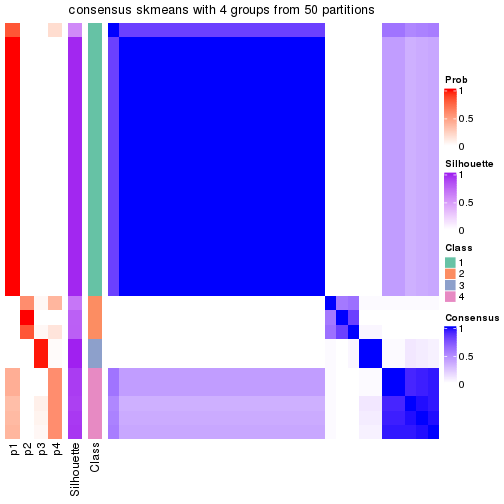 consensus skmeans with 4 groups from 50 partitions
Prob
1
0.5
0
Silhouette
1
0.5
0
Class
1
2
3
4
Consensus
1
0.5
0
p1
p2
p3
p4
Silhouette
Class